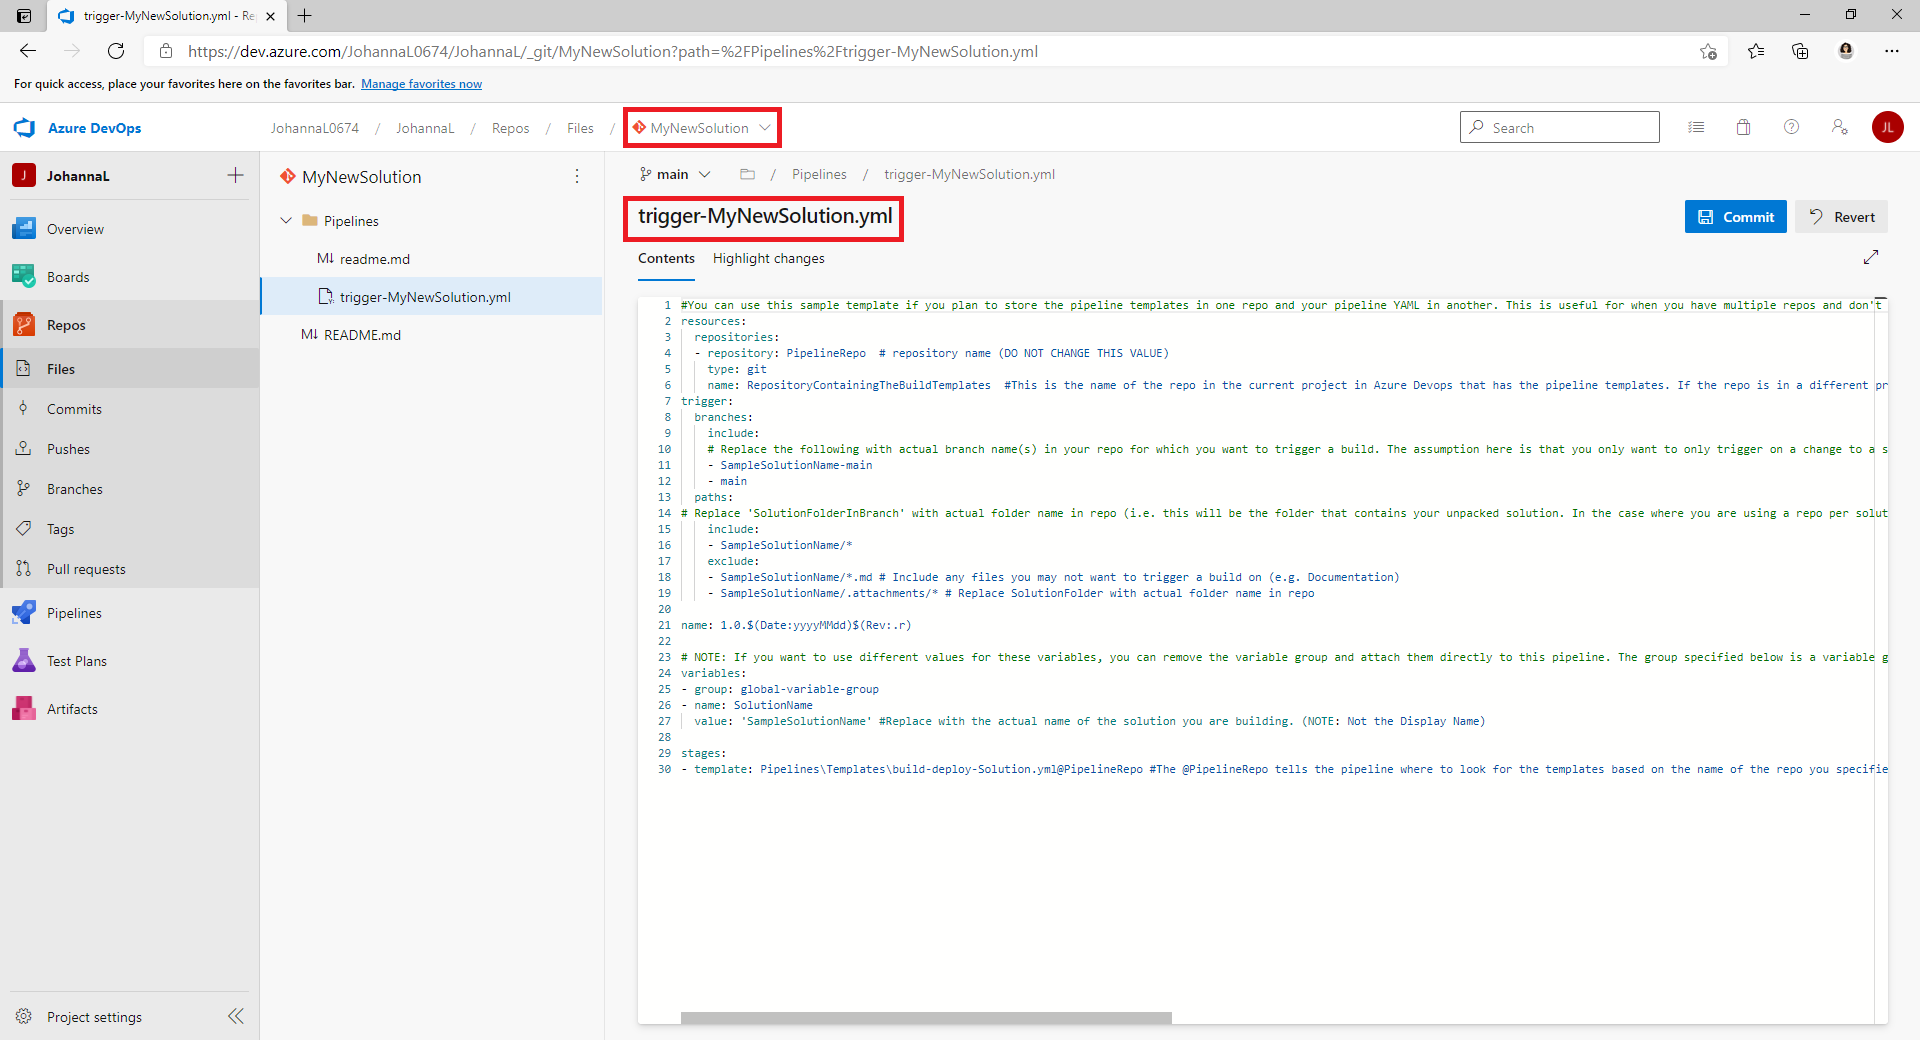 trigger-MyNewSolution.yml - Re
https://dev.azure.com/JohannaL0674/JohannaL/_git/MyNewSolution?path=%2FPipelines%2Ftrigger-MyNewSolution.yml
For quick access, place your favorites here on the favorites bar. Manage favorites now
Azure DevOps
JohannaL0674 / JohannaL / Repos / Files / MyNewSolution
Search
JL
J JohannaL
Overview
Boards
Repos
Files
Commits
Pushes
Branches
Tags
Pull requests
Pipelines
Test Plans
Artifacts
Project settings
MyNewSolution
Pipelines
M↓ readme.md
trigger-MyNewSolution.yml
M↓ README.md
main / Pipelines / trigger-MyNewSolution.yml
trigger-MyNewSolution.yml
Commit Revert
Contents Highlight changes
1 #You can use this sample template if you plan to store the pipeline templates in one repo and your pipeline YAML in another. This is useful for when you have multiple repos and don't
2 resources:
3 repositories:
4 - repository: PipelineRepo # repository name (DO NOT CHANGE THIS VALUE)
5 type: git
6 name: RepositoryContainingTheBuildTemplates #This is the name of the repo in the current project in Azure Devops that has the pipeline templates. If the repo is in a different pr
7 trigger:
8 branches:
9 include:
10 # Replace the following with actual branch name(s) in your repo for which you want to trigger a build. The assumption here is that you only want to only trigger on a change to a s
11 - SampleSolutionName-main
12 - main
13 paths:
14 # Replace 'SolutionFolderInBranch' with actual folder name in repo (i.e. this will be the folder that contains your unpacked solution. In the case where you are using a repo per solut
15 include:
16 - SampleSolutionName/*
17 exclude:
18 - SampleSolutionName/*.md # Include any files you may not want to trigger a build on (e.g. Documentation)
19 - SampleSolutionName/.attachments/* # Replace SolutionFolder with actual folder name in repo
20
21 name: 1.0.$(Date:yyyyMMdd)$(Rev:.r)
22
23 # NOTE: If you want to use different values for these variables, you can remove the variable group and attach them directly to this pipeline. The group specified below is a variable g
24 variables:
25 - group: global-variable-group
26 - name: SolutionName
27 value: 'SampleSolutionName' #Replace with the actual name of the solution you are building. (NOTE: Not the Display Name)
28
29 stages:
30 - template: Pipelines\Templates\build-deploy-Solution.yml@PipelineRepo #The @PipelineRepo tells the pipeline where to look for the templates based on the name of the repo you specifie